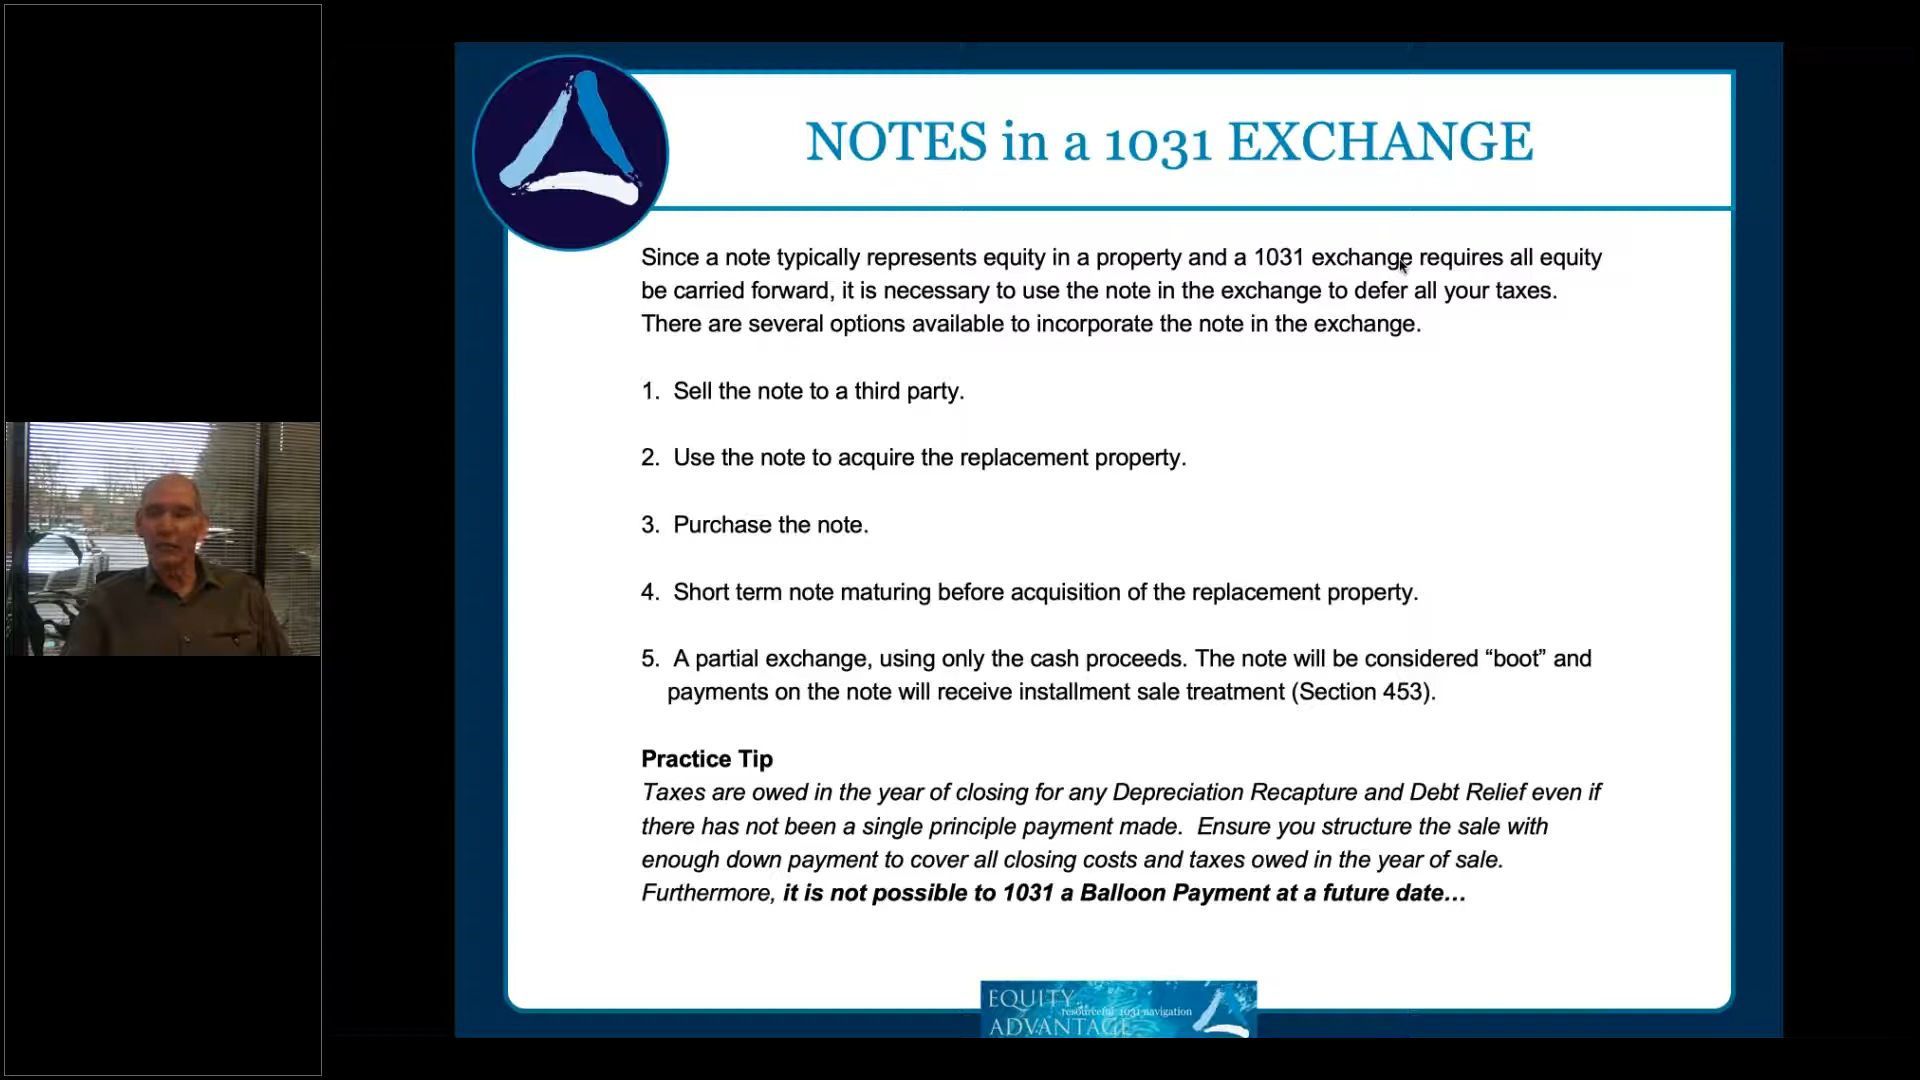 NOTES in a 1031 EXCHANGE
Since a note typically represents equity in a property and a 1031 exchange requires all equity
be carried forward, it is necessary to use the note in the exchange to defer all your taxes.
There are several options available to incorporate the note in the exchange.
1. Sell the note to a third party.
2. Use the note to acquire the replacement property.
3. Purchase the note.
4. Short term note maturing before acquisition of the replacement property.
5. A partial exchange, using only the cash proceeds. The note will be considered “boot” and
payments on the note will receive installment sale treatment (Section 453).
Practice Tip
Taxes are owed in the year of closing for any Depreciation Recapture and Debt Relief even if
there has not been a single principle payment made. Ensure you structure the sale with
enough down payment to cover all closing costs and taxes owed in the year of sale.
Furthermore, it is not possible to 1031 a Balloon Payment at a future date...
EQUITY
resourceful 1031 navigation
ADVANTAGE